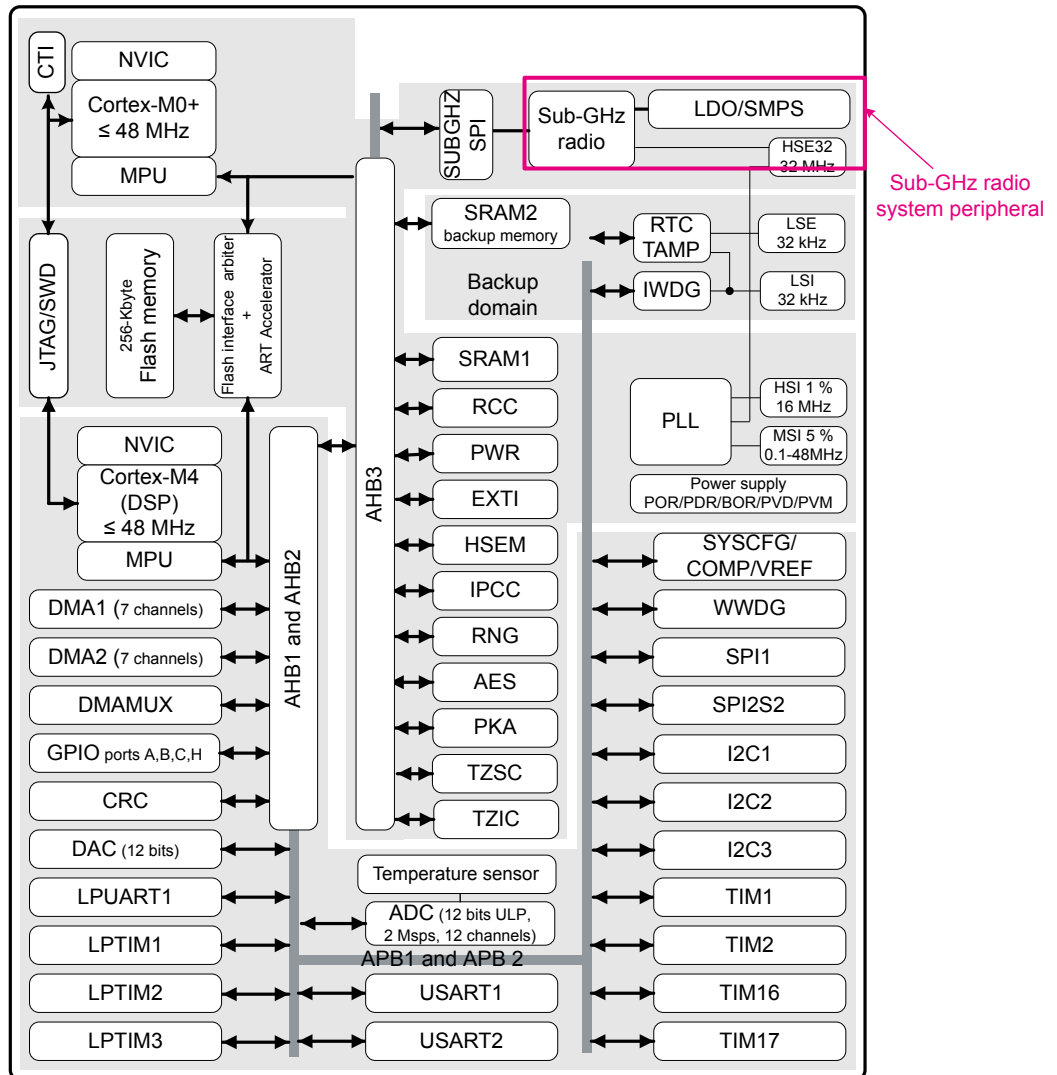 CTI
NVIC
Cortex-M0+
≤ 48 MHz
MPU
SUBGHZ
SPI
Sub-GHz
radio
LDO/SMPS
HSE32
32 MHz
Sub-GHz radio
system peripheral
JTAG/SWD
256-Kbyte
Flash memory
Flash interface arbiter
+
ART Accelerator
SRAM2
backup memory
RTC
TAMP
LSE
32 kHz
Backup
domain
IWDG
LSI
32 kHz
AHB3
SRAM1
RCC
PWR
EXTI
HSEM
IPCC
RNG
AES
PKA
TZSC
TZIC
PLL
HSI 1 %
16 MHz
MSI 5 %
0.1-48MHz
Power supply
POR/PDR/BOR/PVD/PVM
NVIC
Cortex-M4
(DSP)
≤ 48 MHz
MPU
AHB1 and AHB2
DMA1 (7 channels)
DMA2 (7 channels)
DMAMUX
GPIO ports A,B,C,H
CRC
DAC (12 bits)
LPUART1
LPTIM1
LPTIM2
LPTIM3
Temperature sensor
ADC (12 bits ULP,
2 Msps, 12 channels)
APB1 and APB 2
USART1
USART2
SYSCFG/
COMP/VREF
WWDG
SPI1
SPI2S2
I2C1
I2C2
I2C3
TIM1
TIM2
TIM16
TIM17